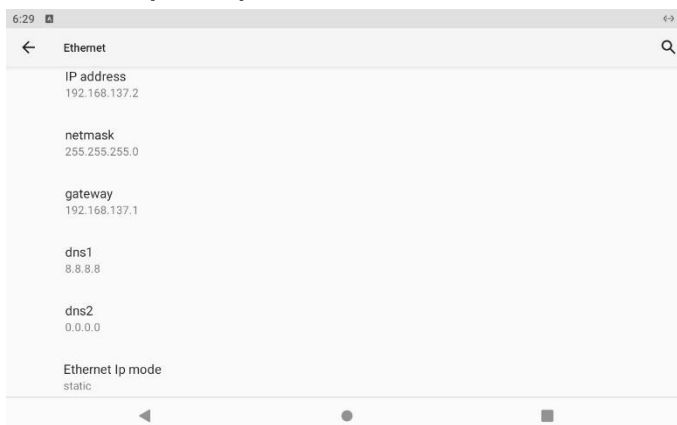 6:29
Ethernet
IP address
192.168.137.2
netmask
255.255.255.0
gateway
192.168.137.1
dns1
8.8.8.8
dns2
0.0.0.0
Ethernet Ip mode
static